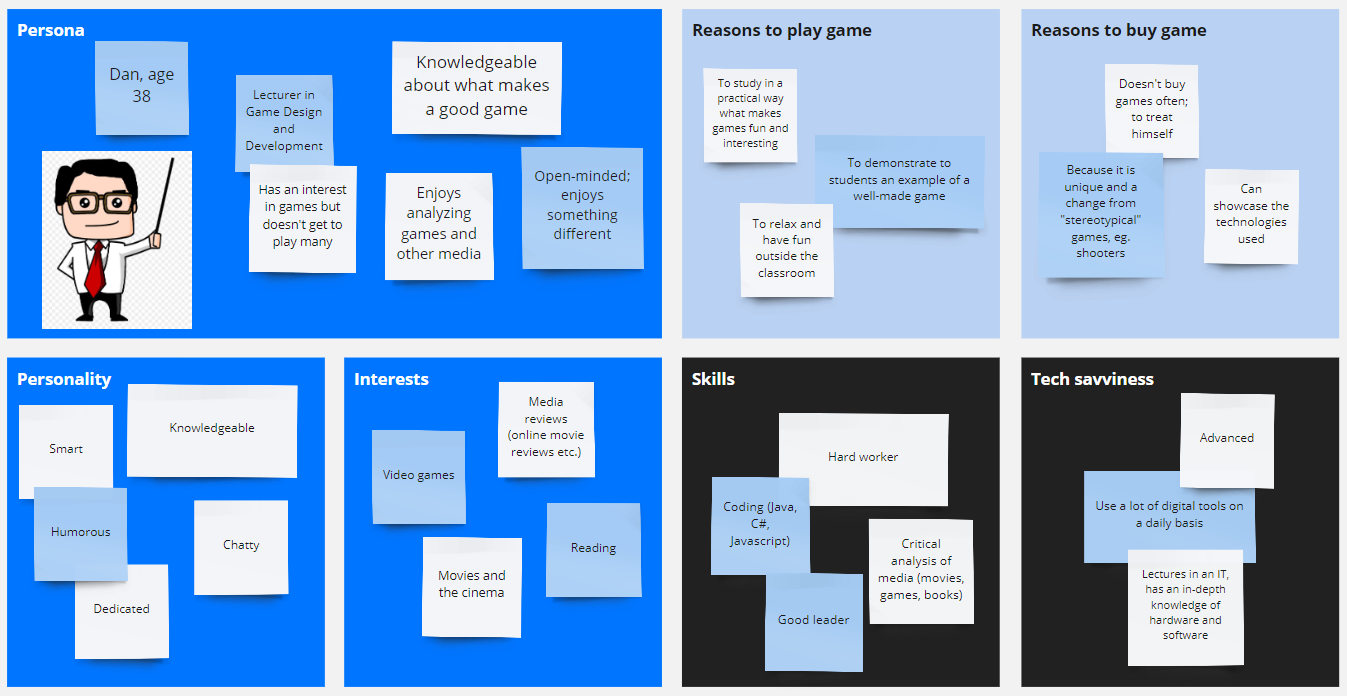 Persona
Dan, age
38
Lecturer in
Game Design
and
Development
Knowledgeable
about what makes
a good game
Has an interest
in games but
doesn't get to
play many
Enjoys
analyzing
games and
other media
Open-minded;
enjoys
something
different
Reasons to play game
To study in a
practical way
what makes
games fun and
interesting
To demonstrate to
students an example of a
well-made game
To relax and
have fun
outside the
classroom
Reasons to buy game
Doesn't buy
games often;
to treat
himself
Because it is
unique and a
change from
"stereotypical"
games, eg.
shooters
Can
showcase the
technologies
used
Personality
Knowledgeable
Smart
Humorous
Chatty
Dedicated
Interests
Media
reviews
(online movie
reviews etc.)
Video games
Reading
Movies and
the cinema
Skills
Hard worker
Coding (Java,
C#,
Javascript)
Critical
analysis of
media (movies,
games, books)
Good leader
Tech savviness
Advanced
Use a lot of digital tools on
a daily basis
Lectures in an IT,
has an in-depth
knowledge of
hardware and
software